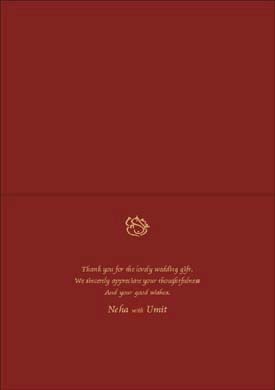 Thank you for the lovely wedding gift.
We sincerely appreciate your thoughtfulness
And your good wishes.
Neha with Umit